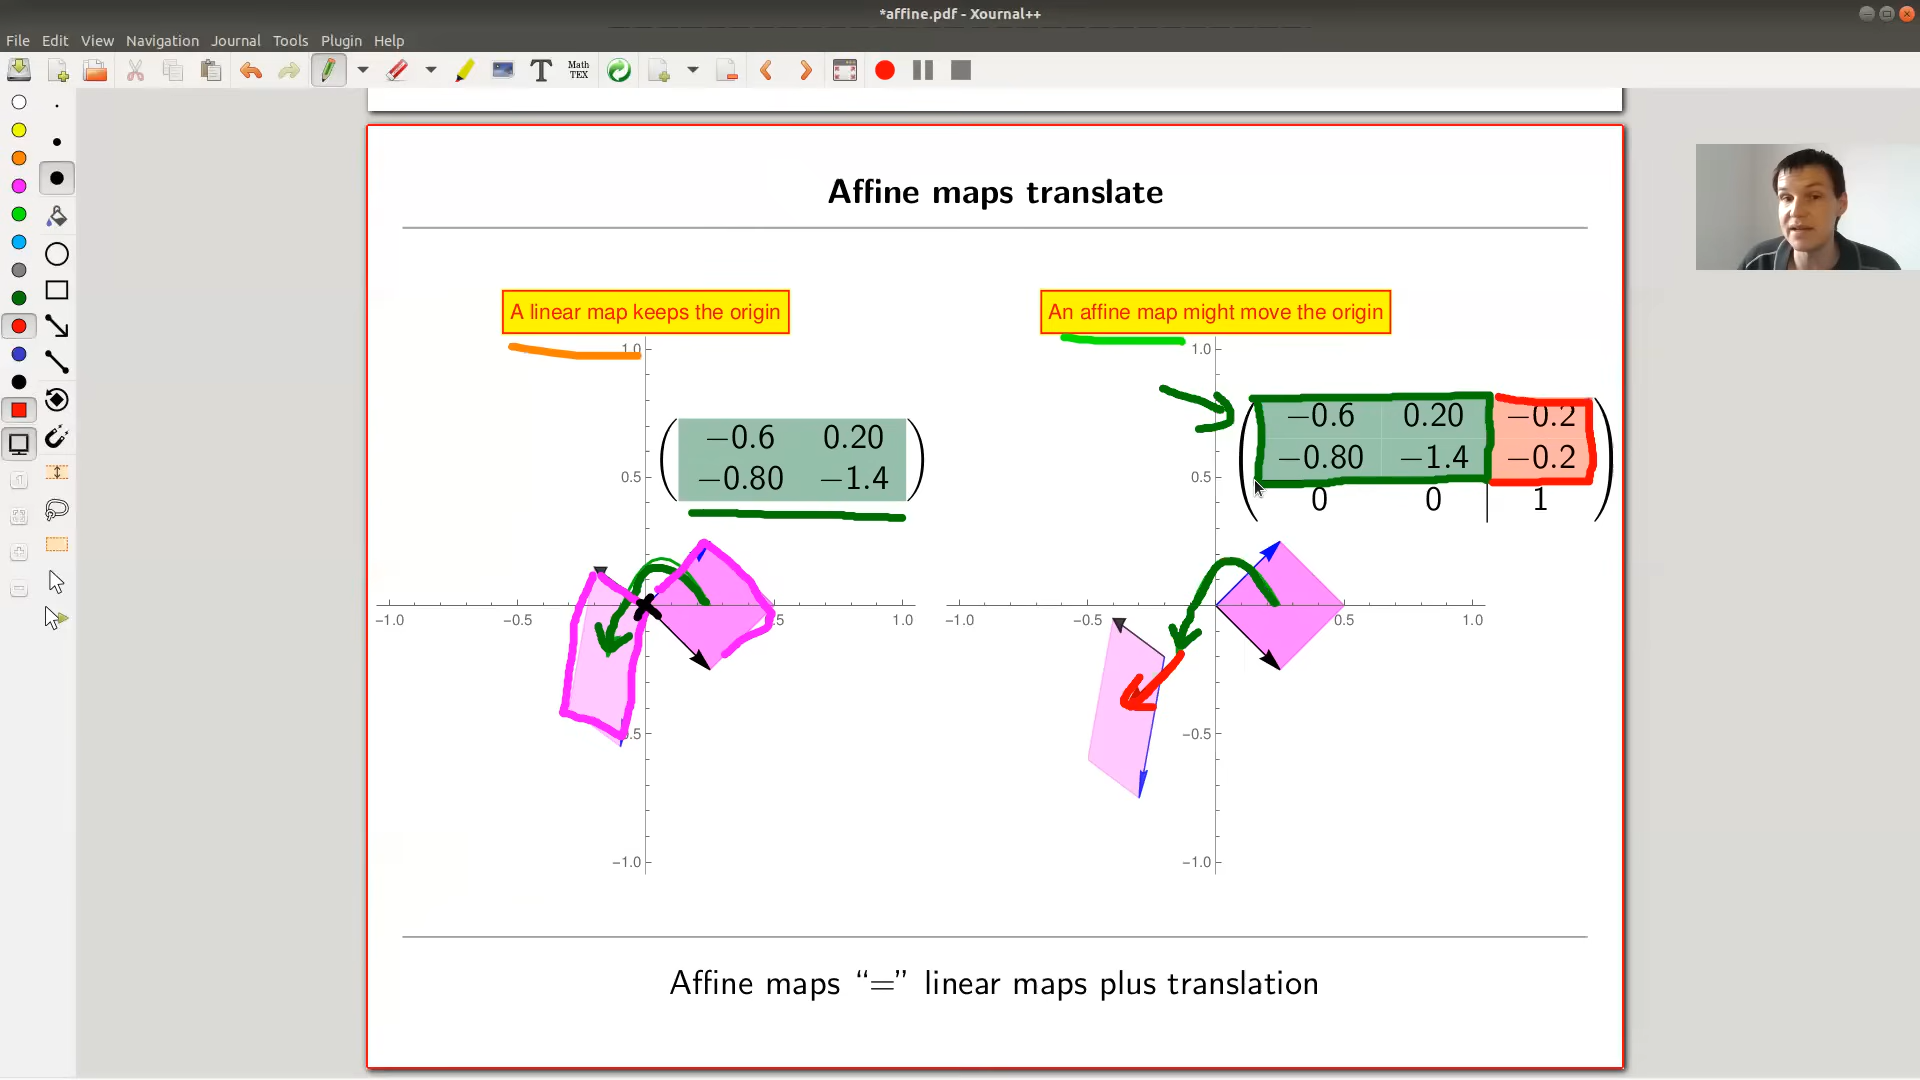 *affine.pdf - Xournal++
File Edit View Navigation Journal Tools Plugin Help
T Math TEX
Affine maps translate
A linear map keeps the origin
An affine map might move the origin
1.0
−0.6 0.20
−0.80 −1.4
−1.0 −0.5 1.0
−1.0
1.0
0.5
−0.6 0.20 −0.2
−0.80 −1.4 −0.2
0 0 1
−1.0 −0.5 0.5 1.0
−0.5
−1.0
Affine maps “=” linear maps plus translation